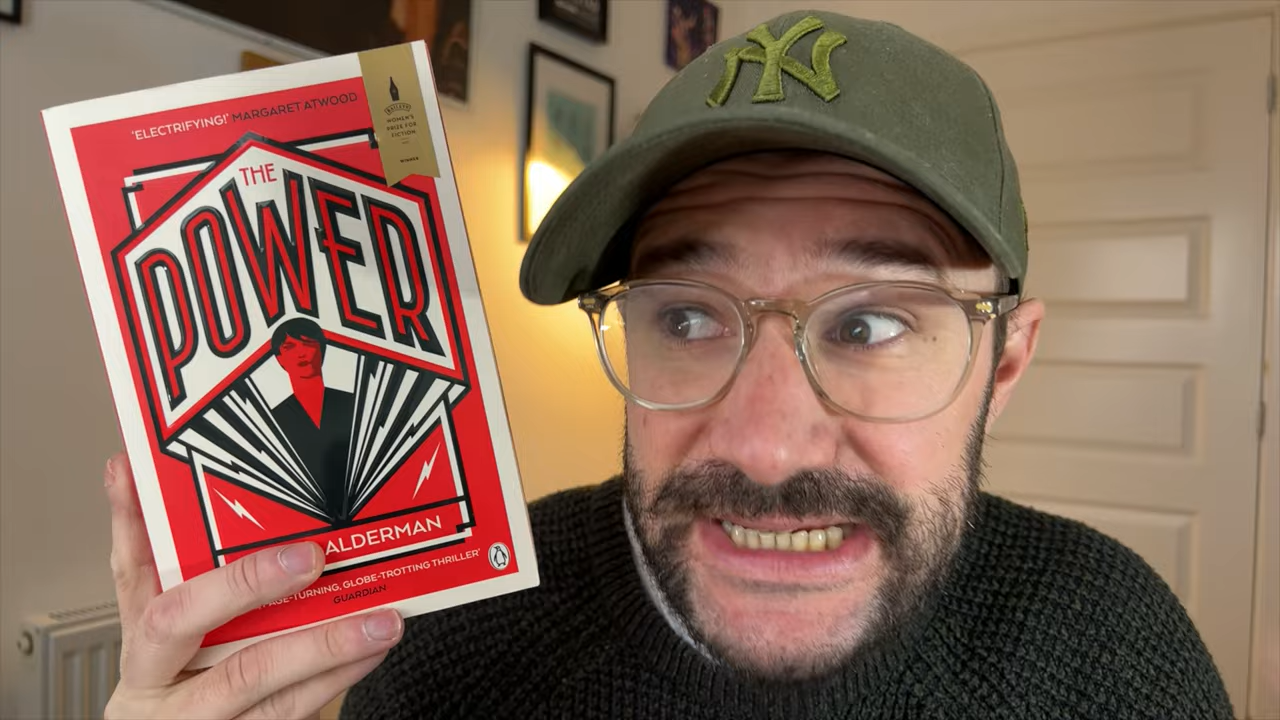 'ELECTRIFYING!' MARGARET ATWOOD
WOMEN'S
PRIZE FOR
FICTION
WINNER
THE
POWER
ALDERMAN
PAGE-TURNING, GLOBE-TROTTING THRILLER'
GUARDIAN
NY